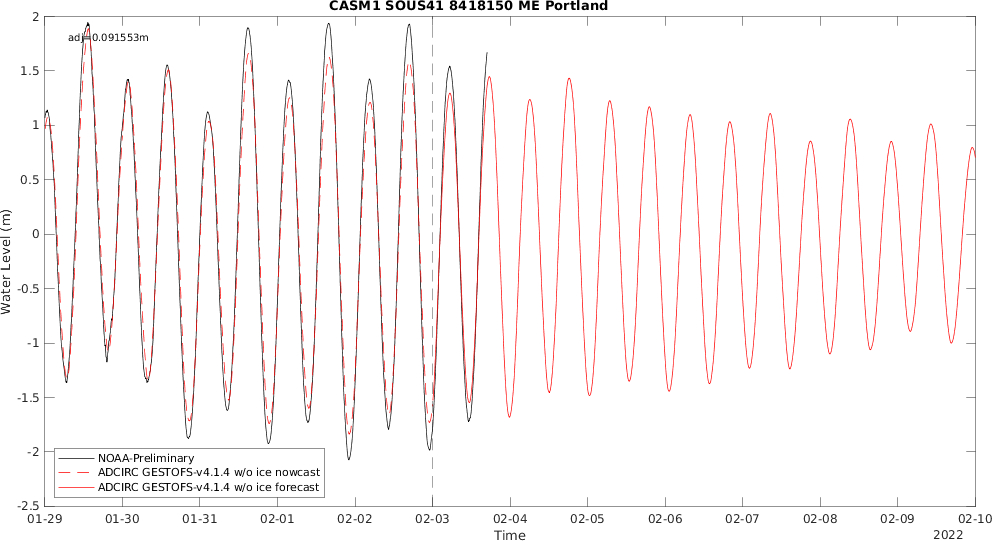 CASM1 SOUS41 8418150 ME Portland
adj=0.091553m
2
1.5
1
0.5
0
-0.5
-1
-1.5
-2
-2.5
Water Level (m)
NOAA-Preliminary
ADCIRC GESTOFS-v4.1.4 w/o ice nowcast
ADCIRC GESTOFS-v4.1.4 w/o ice forecast
01-29 01-30 01-31 02-01 02-02 02-03 02-04 02-05 02-06 02-07 02-08 02-09 02-10
Time
2022